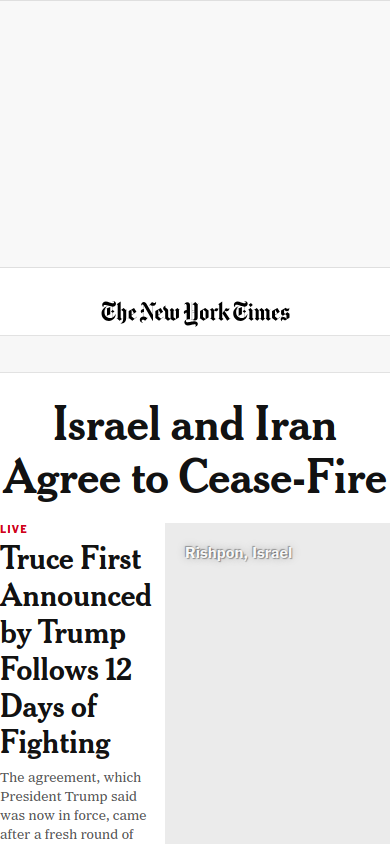 The New York Times
Israel and Iran
Agree to Cease-Fire
LIVE
Truce First
Announced
by Trump
Follows 12
Days of
Fighting
The agreement, which
President Trump said
was now in force, came
after a fresh round of
Rishpon, Israel